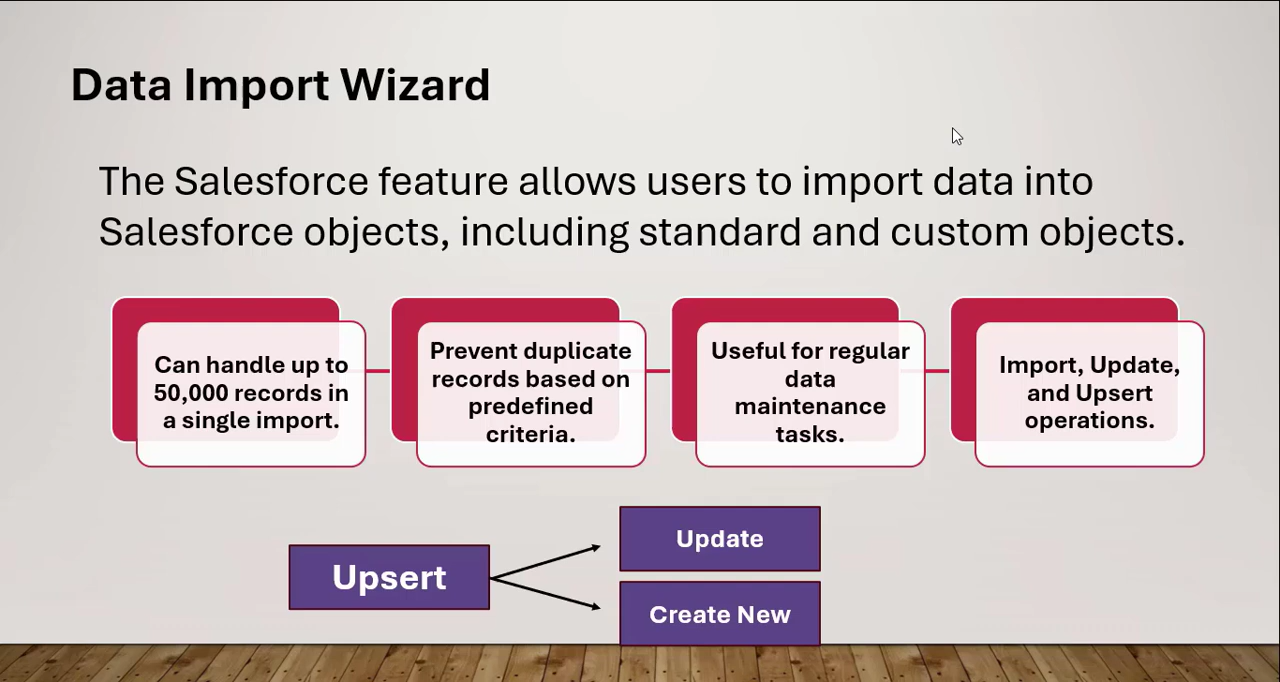 Data Import Wizard
The Salesforce feature allows users to import data into
Salesforce objects, including standard and custom objects.
Can handle up to
50,000 records in
a single import.
Prevent duplicate
records based on
predefined
criteria.
Useful for regular
data
maintenance
tasks.
Import, Update,
and Upsert
operations.
Upsert
Update
Create New